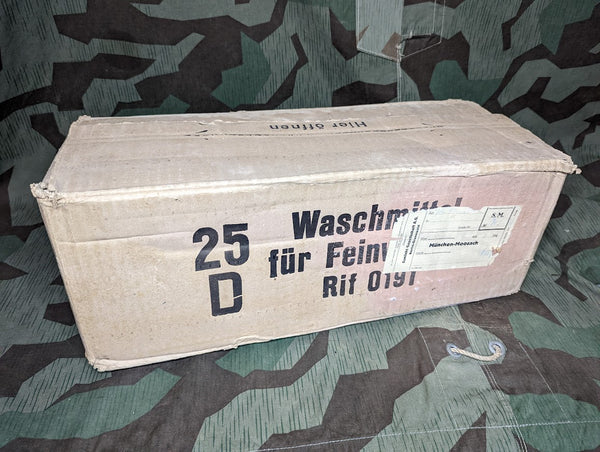 Hier öffnen
25
D
Waschmittel
für Feinw
Rif 0191
S.M.
München-Moosach